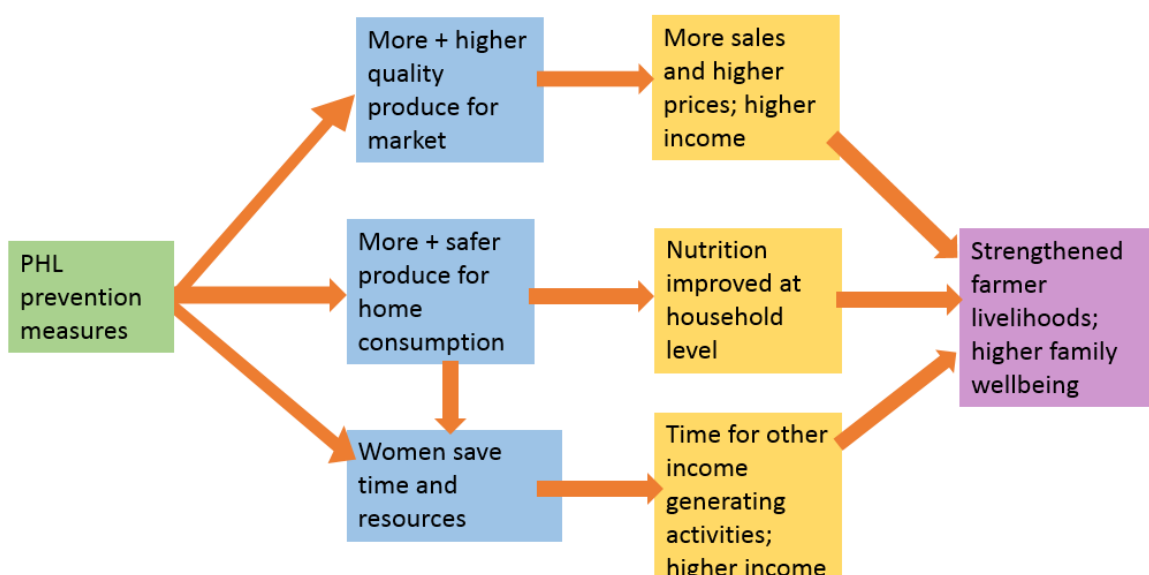 More + higher
quality
produce for
market
More sales
and higher
prices; higher
income
PHL
prevention
measures
More + safer
produce for
home
consumption
Nutrition
improved at
household
level
Strengthened
farmer
livelihoods;
higher family
wellbeing
Women save
time and
resources
Time for other
income
generating
activities;
higher income